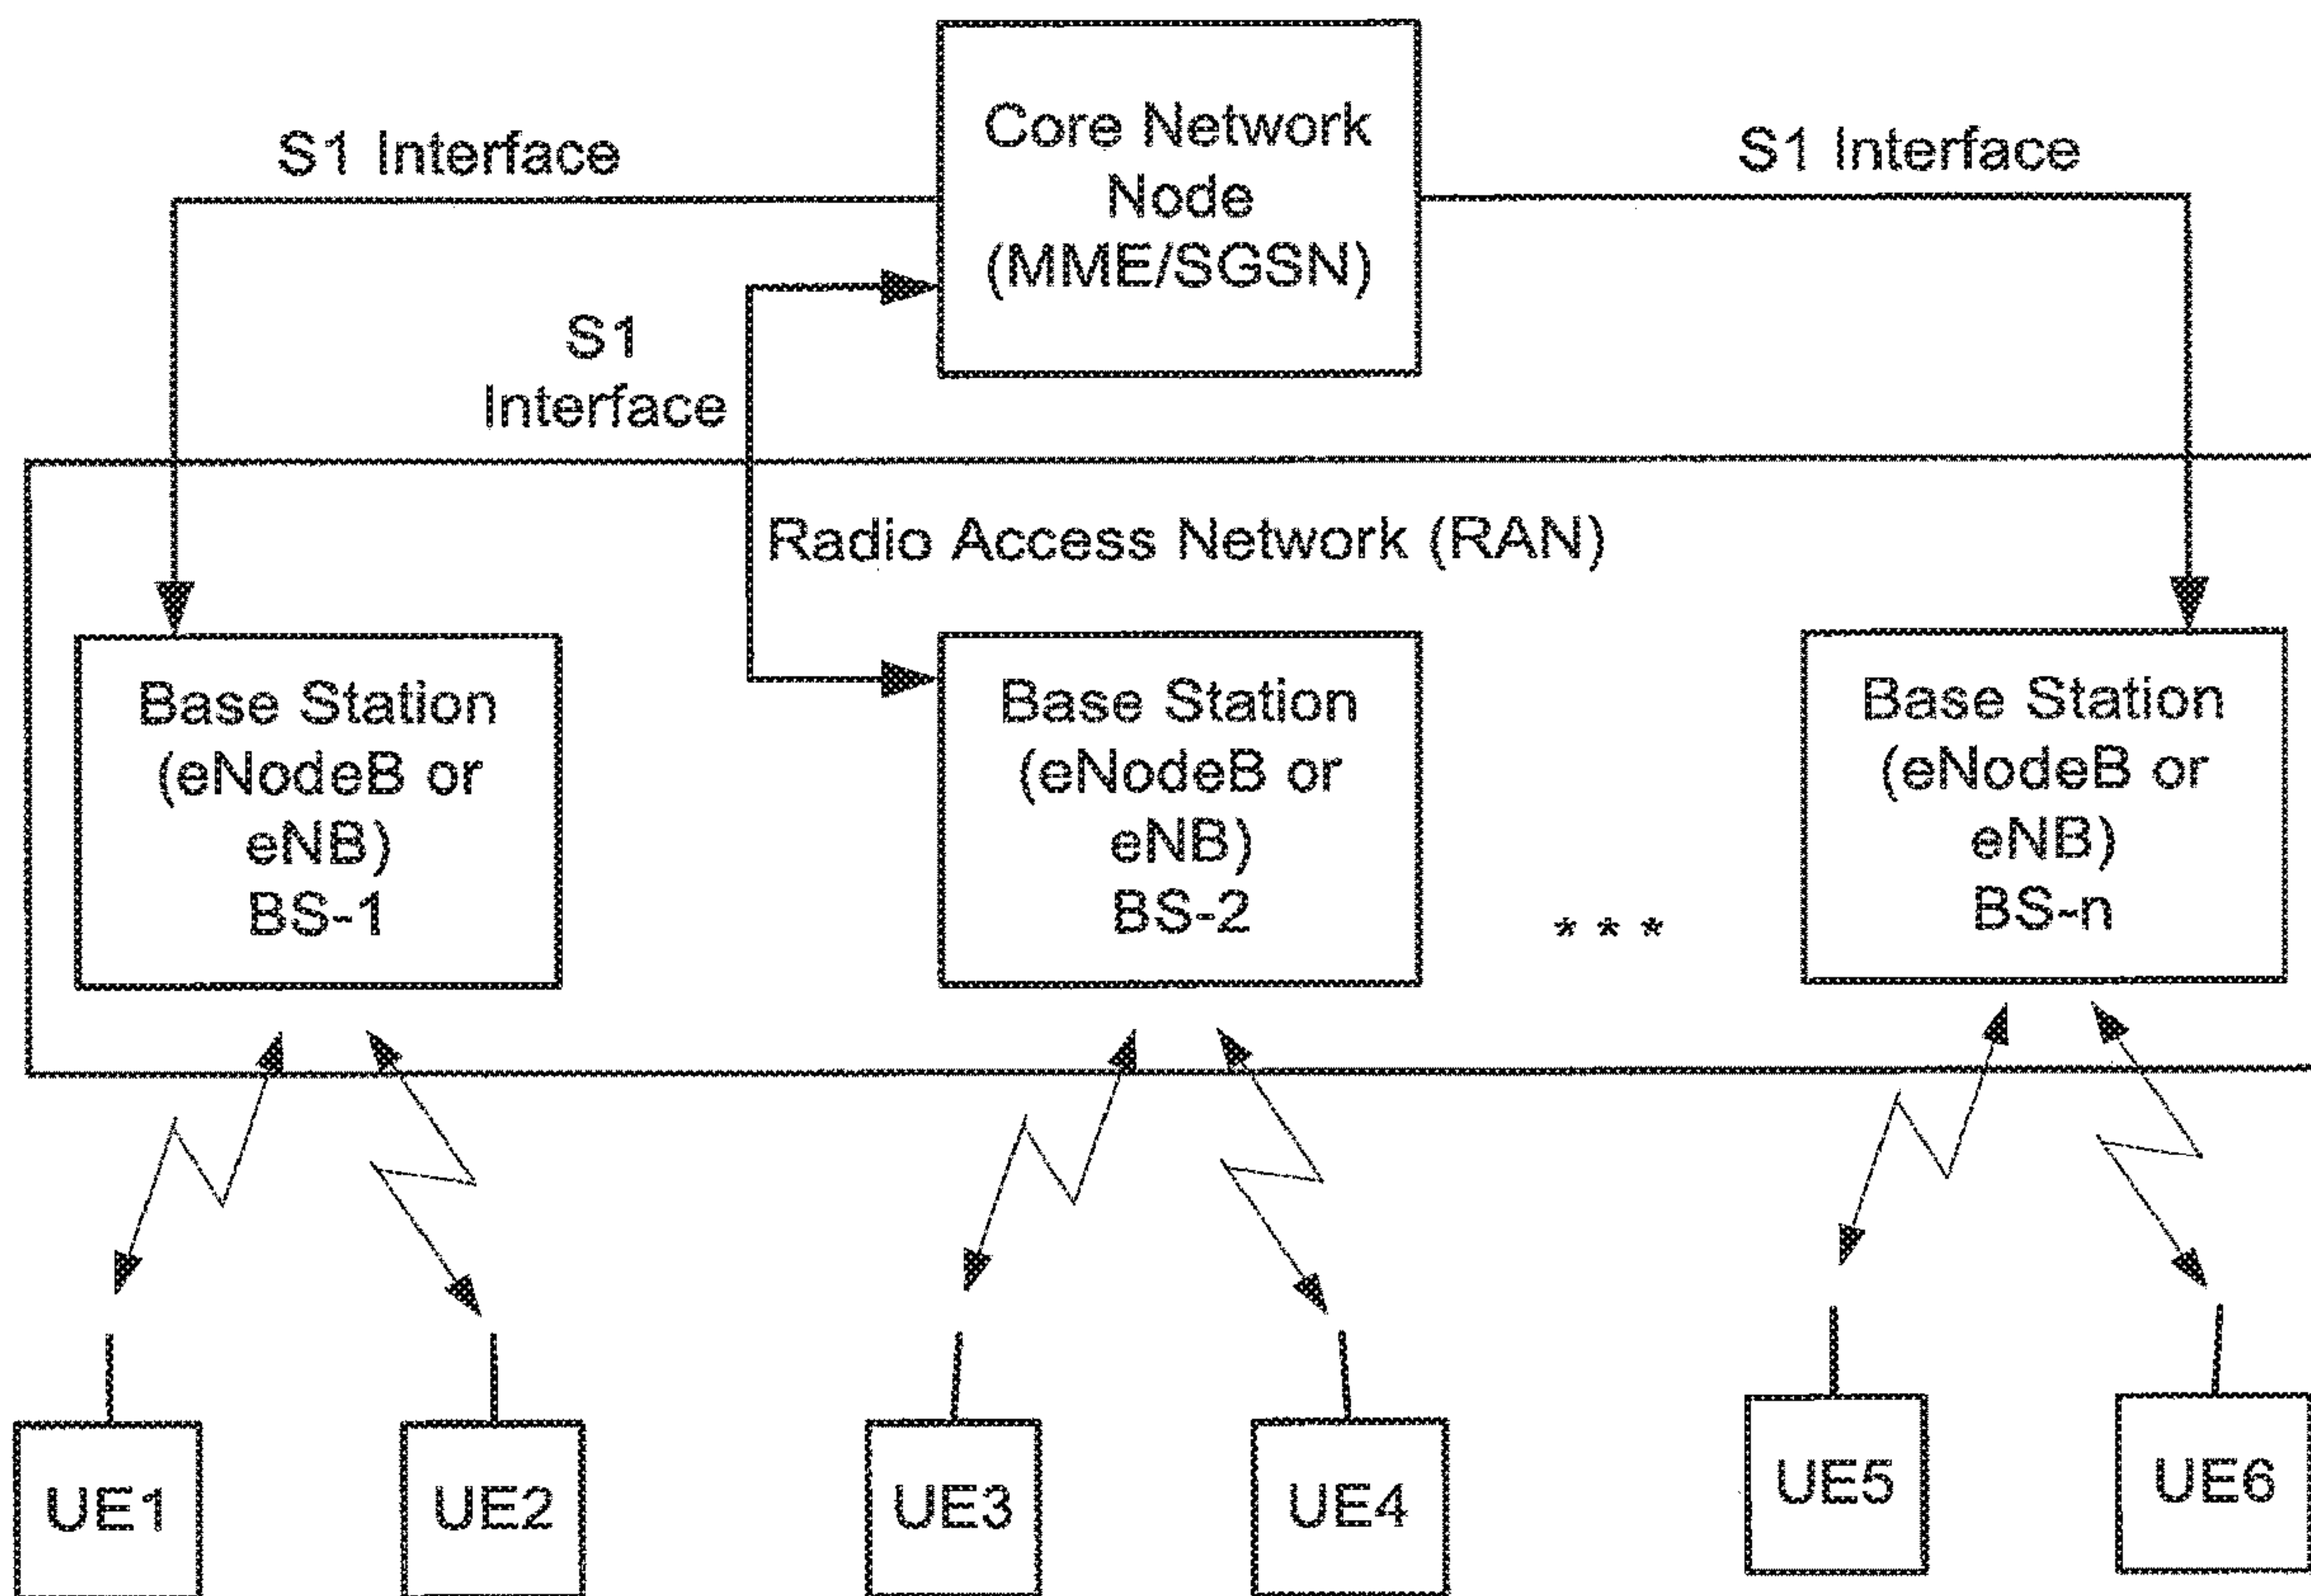 Core Network
Node
(MME/SGSN)
S1 Interface
S1 Interface
S1
Interface
Radio Access Network (RAN)
Base Station
(eNodeB or
eNB)
BS-1
Base Station
(eNodeB or
eNB)
BS-2
* * *
Base Station
(eNodeB or
eNB)
BS-n
UE1
UE2
UE3
UE4
UE5
UE6